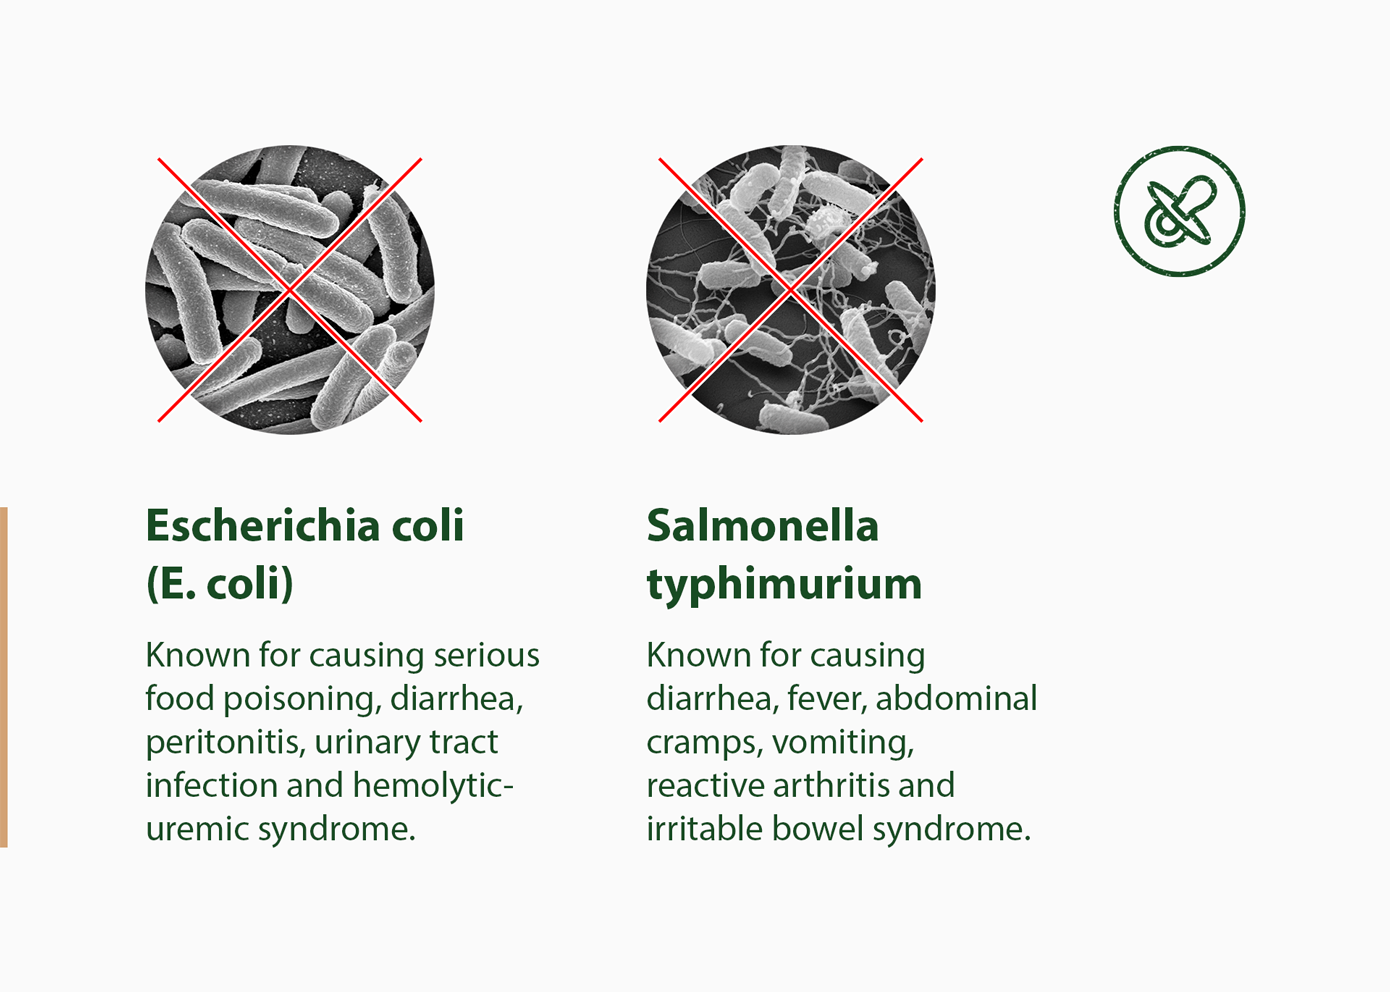 Escherichia coli
(E. coli)
Known for causing serious
food poisoning, diarrhea,
peritonitis, urinary tract
infection and hemolytic-
uremic syndrome.
Salmonella
typhimurium
Known for causing
diarrhea, fever, abdominal
cramps, vomiting,
reactive arthritis and
irritable bowel syndrome.